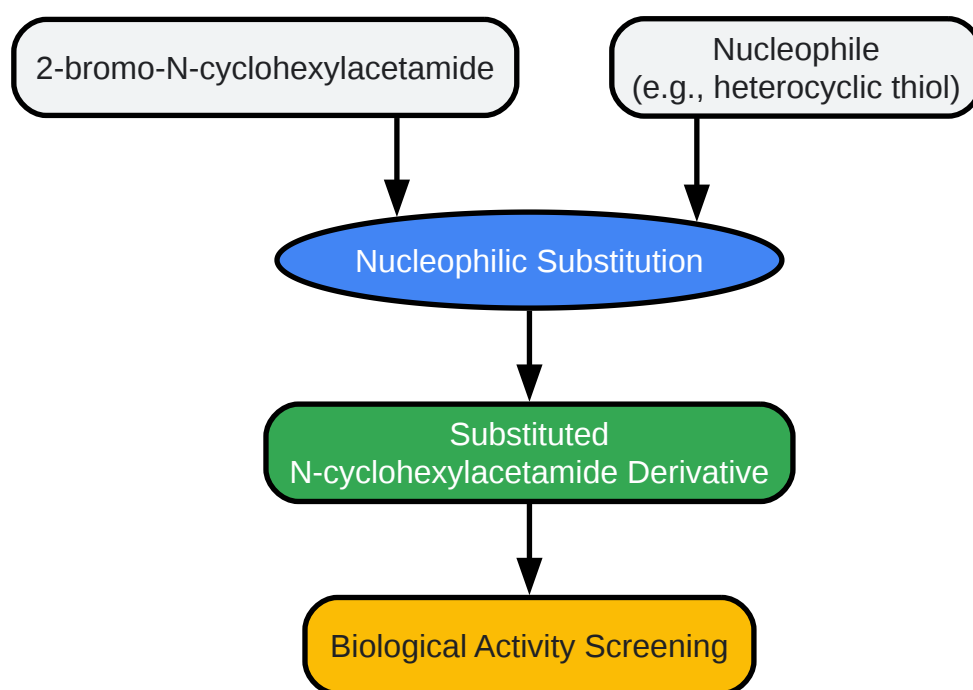 2-bromo-N-cyclohexylacetamide
Nucleophile
(e.g., heterocyclic thiol)
Nucleophilic Substitution
Substituted
N-cyclohexylacetamide Derivative
Biological Activity Screening